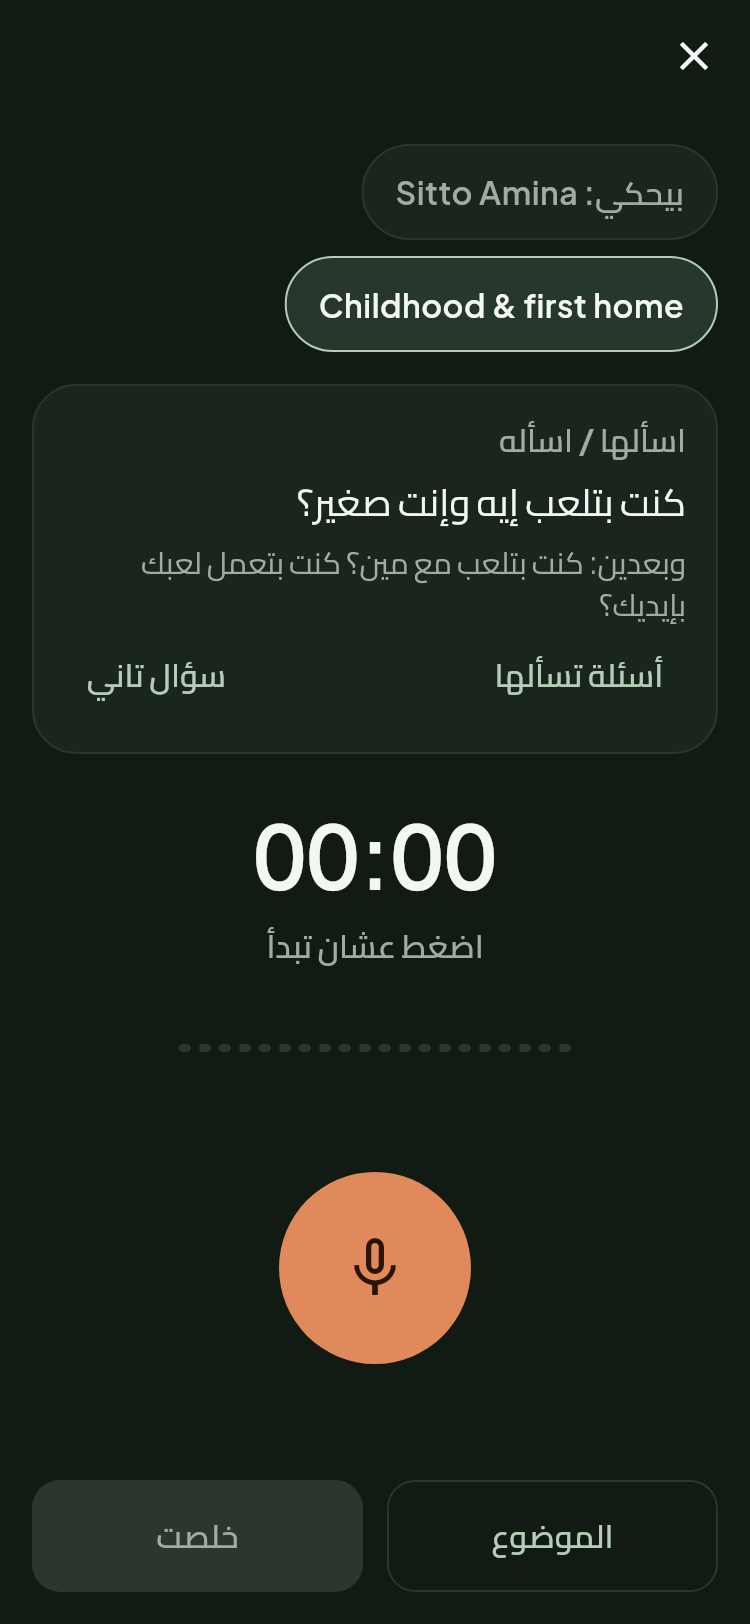 بيحكي: Sitto Amina
Childhood & first home
اسألها / اسأله
كنت بتلعب إيه وإنت صغير؟
وبعدين: كنت بتلعب مع مين؟ كنت بتعمل لعبك
بإيديك؟
أسئلة تسألها
سؤال تاني
00:00
اضغط عشان تبدأ
الموضوع
خلصت